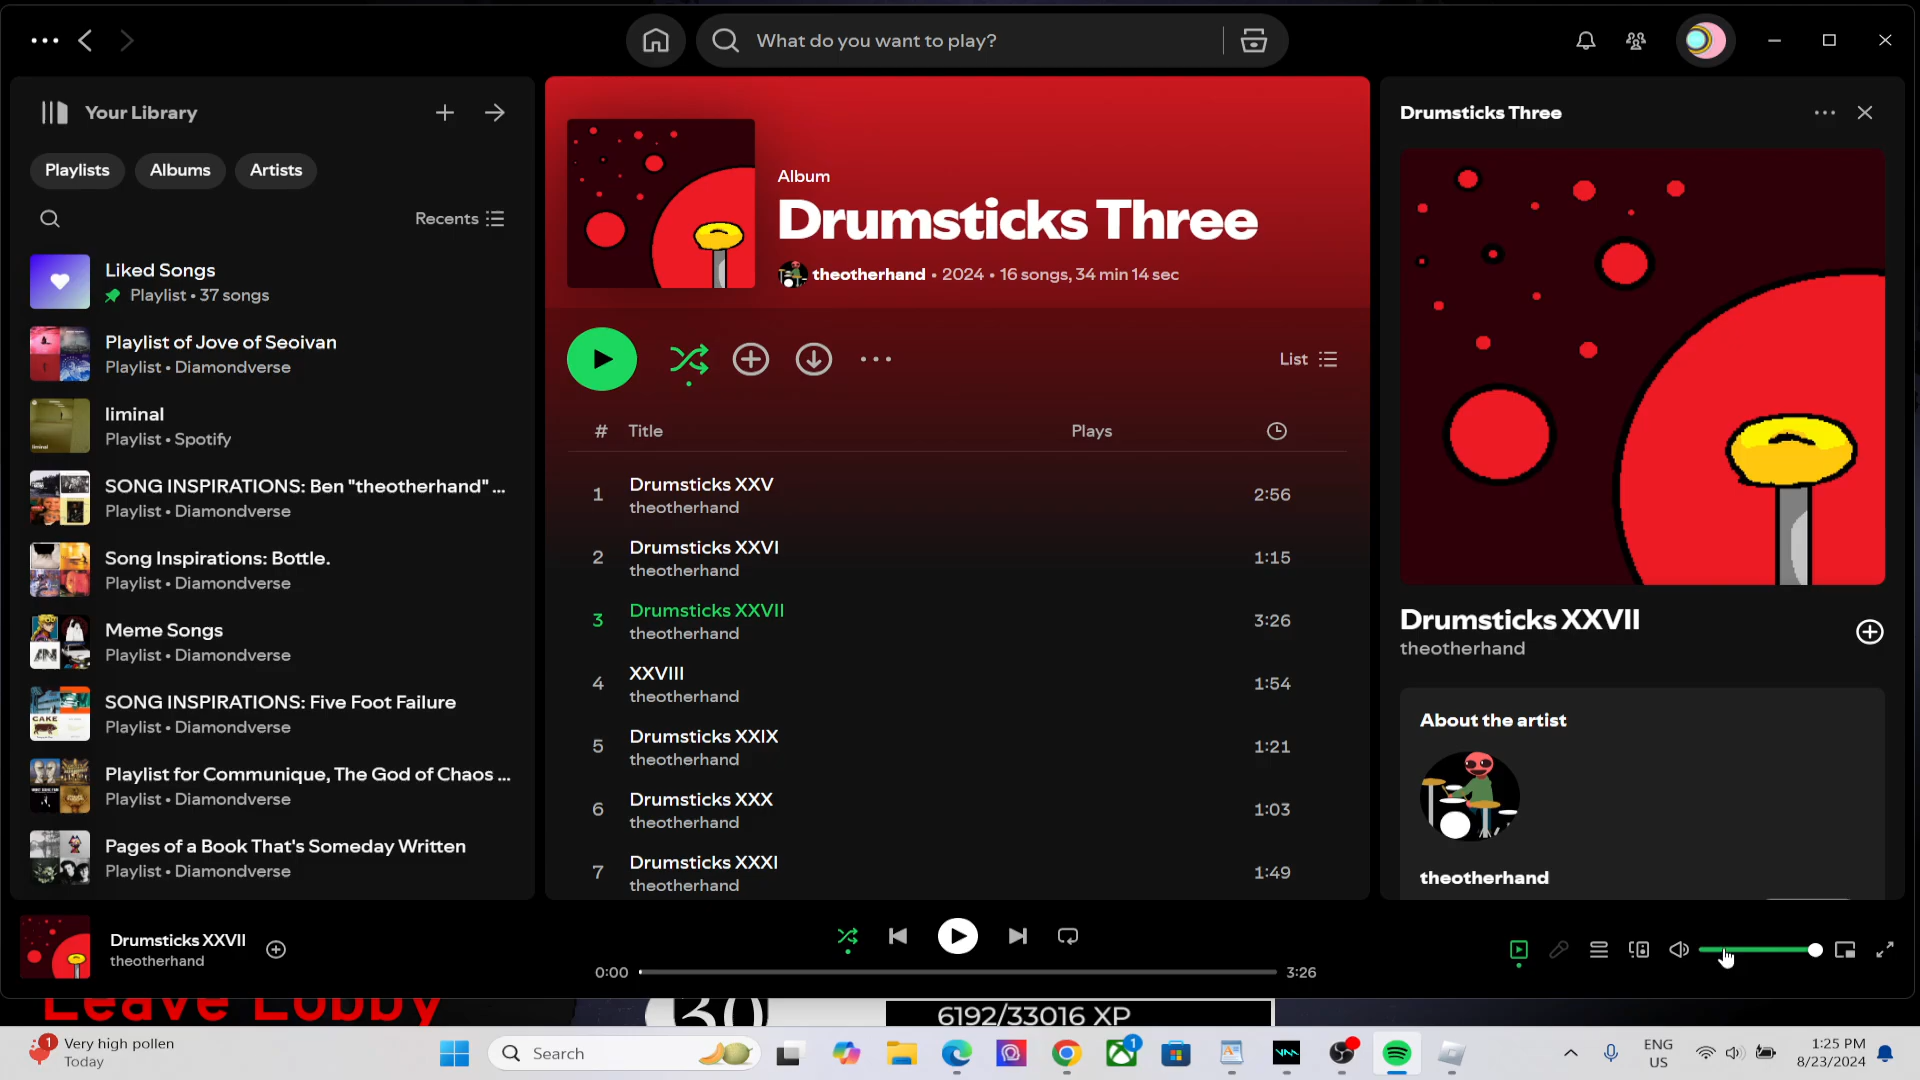 What do you want to play?
Your Library
Playlists
Albums
Artists
Recents
Liked Songs
Playlist • 37 songs
Playlist of Jove of Seoivan
Playlist • Diamondverse
liminal
Playlist • Spotify
SONG INSPIRATIONS: Ben "theotherhand" ...
Playlist • Diamondverse
Song Inspirations: Bottle.
Playlist • Diamondverse
Meme Songs
Playlist • Diamondverse
SONG INSPIRATIONS: Five Foot Failure
Playlist • Diamondverse
Playlist for Communique, The God of Chaos ...
Playlist • Diamondverse
Pages of a Book That's Someday Written
Playlist • Diamondverse
Album
Drumsticks Three
theotherhand • 2024 • 16 songs, 34 min 14 sec
List
# Title Plays
1 Drumsticks XXV 2:56
theotherhand
2 Drumsticks XXVI 1:15
theotherhand
3 Drumsticks XXVII 3:26
theotherhand
4 XXVIII 1:54
theotherhand
5 Drumsticks XXIX 1:21
theotherhand
6 Drumsticks XXX 1:03
theotherhand
7 Drumsticks XXXI 1:49
theotherhand
Drumsticks Three
Drumsticks XXVII
theotherhand
About the artist
theotherhand
Drumsticks XXVII
theotherhand
0:00
3:26
Leave Lobby
30
6192/33016 XP
1
Very high pollen
Today
Search
1
ENG
US
1:25 PM
8/23/2024